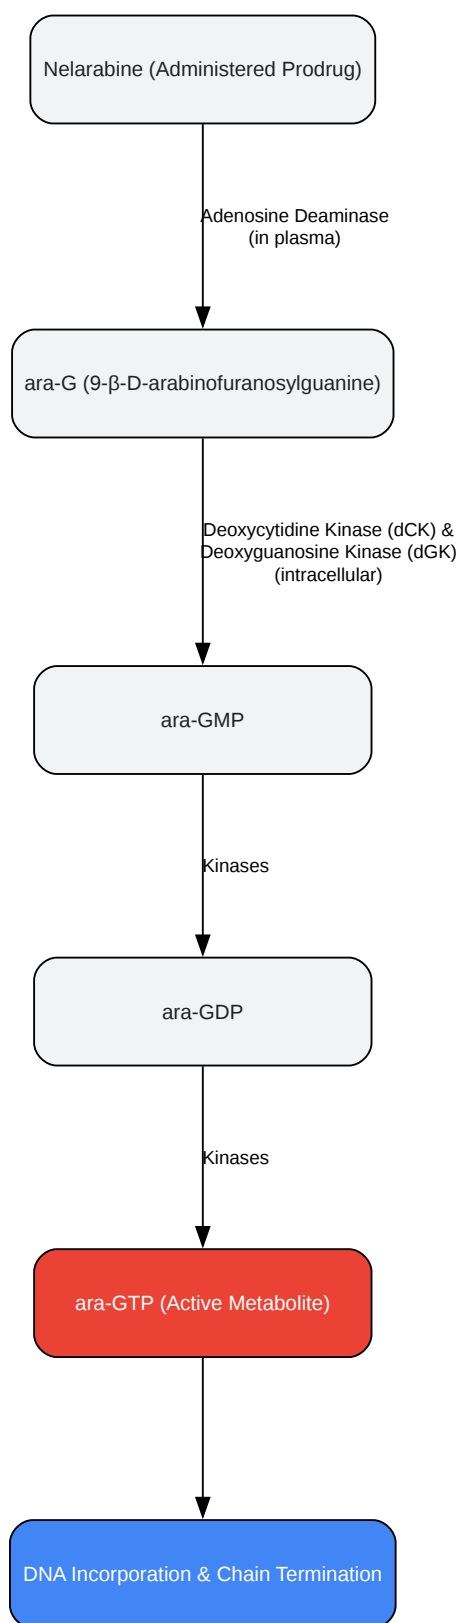 Nelarabine (Administered Prodrug)
Adenosine Deaminase
(in plasma)
ara-G (9-β-D-arabinofuranosylguanine)
Deoxycytidine Kinase (dCK) &
Deoxyguanosine Kinase (dGK)
(intracellular)
ara-GMP
Kinases
ara-GDP
Kinases
ara-GTP (Active Metabolite)
DNA Incorporation & Chain Termination